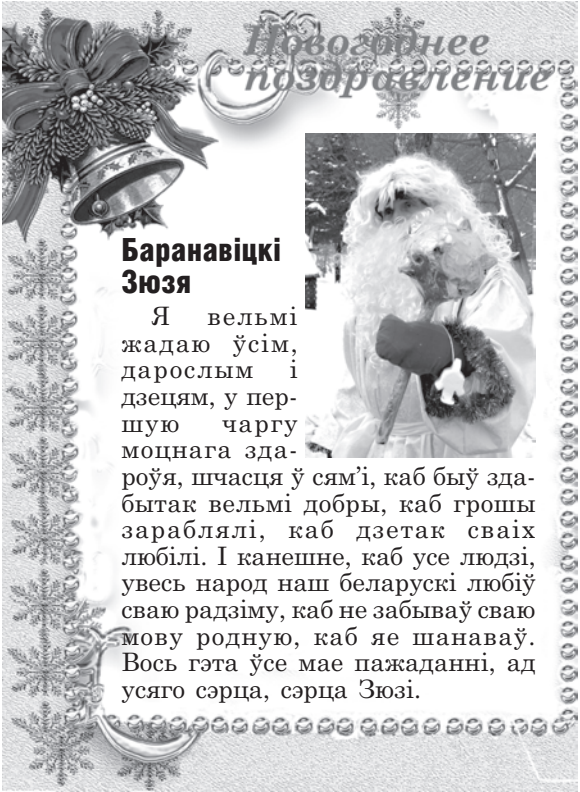 Новогоднее
поздравление
Баранавіцкі
Зюзя
Я вельмі
жадаю ўсім,
дарослым і
дзецям, у пер-
шую чаргу
моцнага зда-
роўя, шчасця ў сям’і, каб быў зда-
бытак вельмі добры, каб грошы
зараблялі, каб дзетак сваіх
любілі. І канешне, каб усе людзі,
увесь народ наш беларускі любіў
сваю радзіму, каб не забываў сваю
мову родную, каб яе шанаваў.
Вось гэта ўсе мае пажаданні, ад
усяго сэрца, сэрца Зюзі.